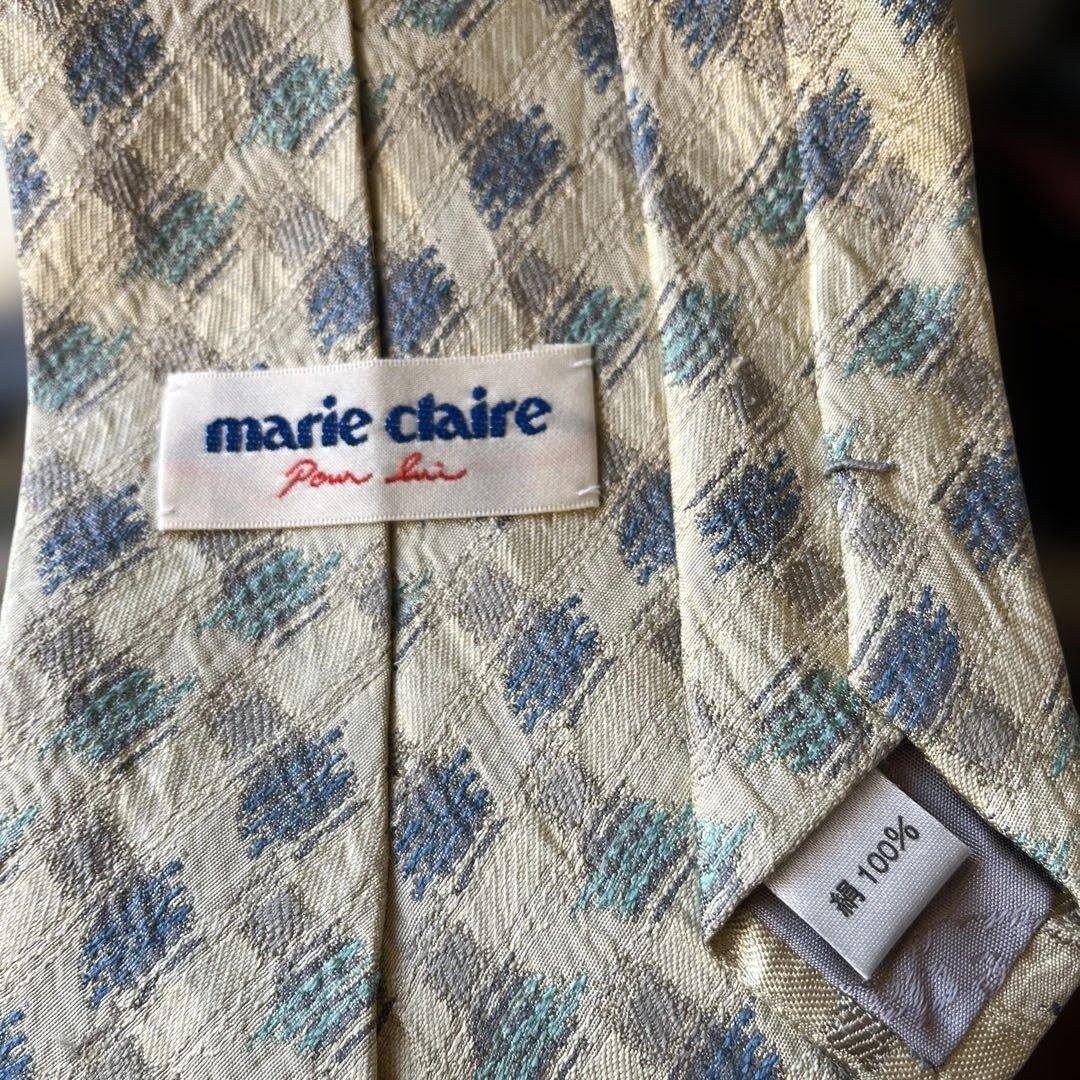 marie claire
Pour lui
絹 100%